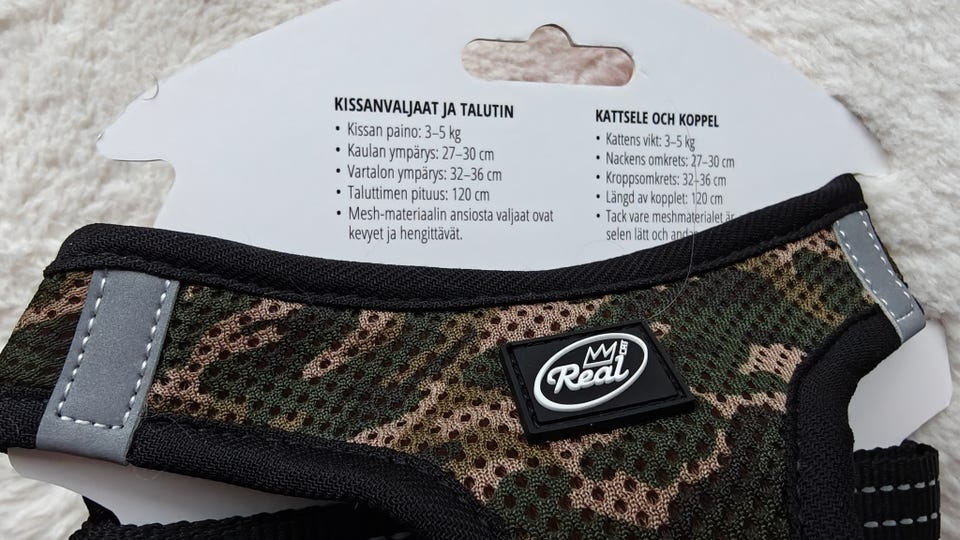 KISSANVALJAAT JA TALUTIN
• Kissan paino: 3–5 kg
• Kaulan ympärys: 27–30 cm
• Vartalon ympärys: 32–36 cm
• Taluttimen pituus: 120 cm
• Mesh-materiaalin ansiosta valjaat ovat
kevyet ja hengittävät.
KATTSELE OCH KOPPEL
• Kattens vikt: 3–5 kg
• Nackens omkrets: 27–30 cm
• Kroppsomkrets: 32–36 cm
• Längd av kopplet: 120 cm
• Tack vare meshmaterialet är
selen lätt och
Real CAT